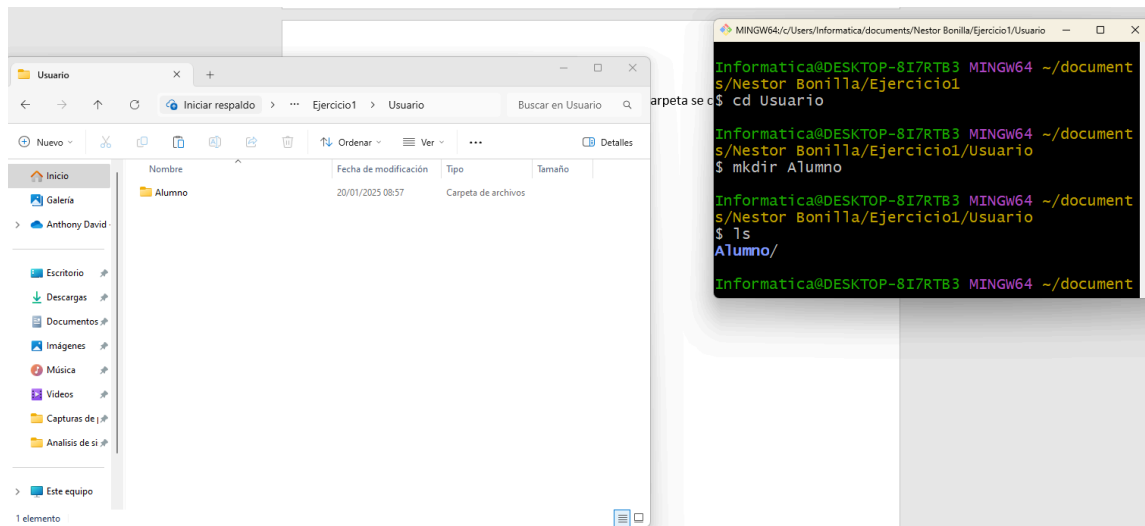 Usuario
Iniciar respaldo > ··· Ejercicio1 > Usuario
Buscar en Usuario
Nuevo
Ordenar
Ver
···
Detalles
Inicio
Galería
Anthony David
Escritorio
Descargas
Documentos
Imágenes
Música
Videos
Capturas de
Analisis de si
Este equipo
Nombre Fecha de modificación Tipo Tamaño
Alumno 20/01/2025 08:57 Carpeta de archivos
1 elemento
arpeta se c
MINGW64:/c/Users/Informatica/documents/Nestor Bonilla/Ejercicio1/Usuario
Informatica@DESKTOP-8I7RTB3 MINGW64 ~/document
s/Nestor Bonilla/Ejercicio1
$ cd Usuario
Informatica@DESKTOP-8I7RTB3 MINGW64 ~/document
s/Nestor Bonilla/Ejercicio1/Usuario
$ mkdir Alumno
Informatica@DESKTOP-8I7RTB3 MINGW64 ~/document
s/Nestor Bonilla/Ejercicio1/Usuario
$ ls
Alumno/
Informatica@DESKTOP-8I7RTB3 MINGW64 ~/document